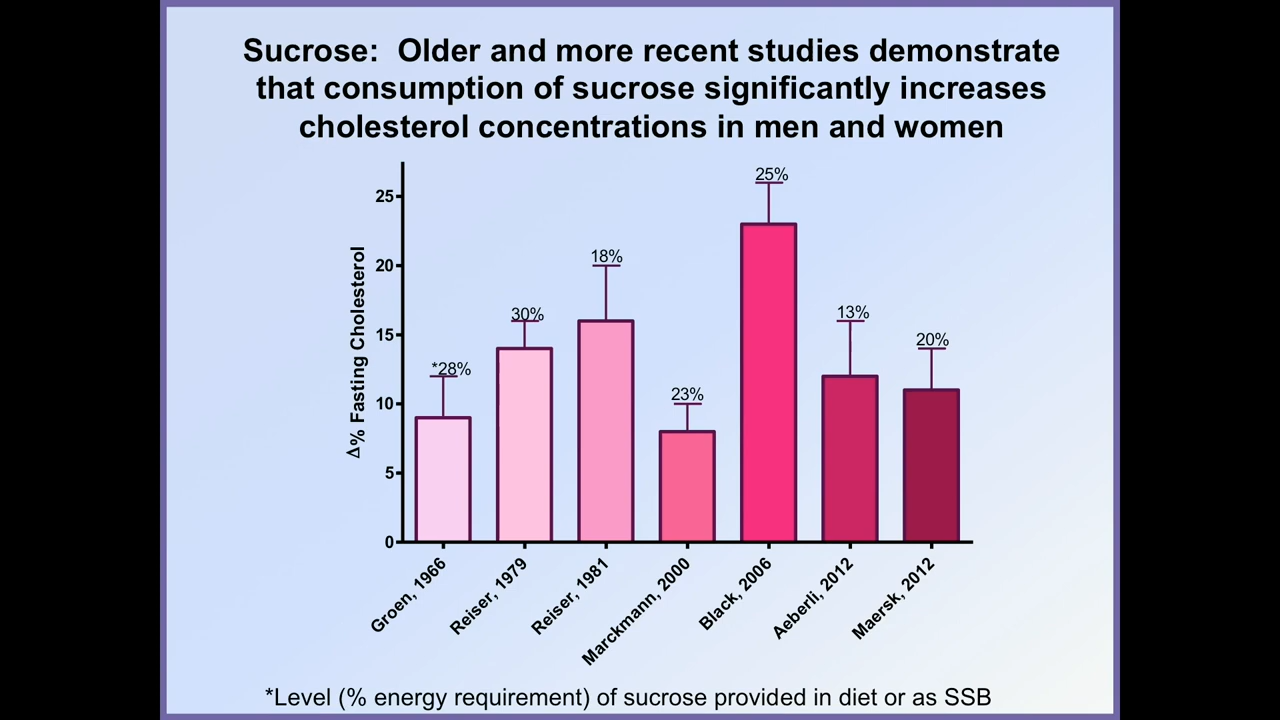 Sucrose:  Older and more recent studies demonstrate
that consumption of sucrose significantly increases
cholesterol concentrations in men and women
Δ% Fasting Cholesterol
25
20
15
10
5
0
*28%
30%
18%
23%
25%
13%
20%
Groen, 1966
Reiser, 1979
Reiser, 1981
Marckmann, 2000
Black, 2006
Aeberli, 2012
Maersk, 2012
*Level (% energy requirement) of sucrose provided in diet or as SSB